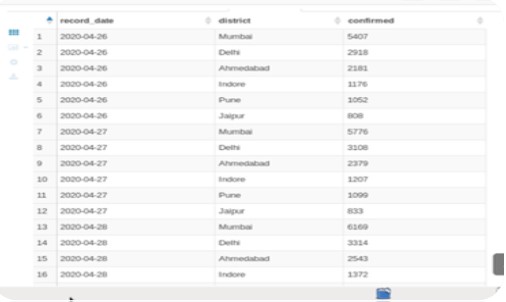 record_date district confirmed
1 2020-04-26 Mumbai 5407
2 2020-04-26 Delhi 2918
3 2020-04-26 Ahmedabad 2181
4 2020-04-26 Indore 1176
5 2020-04-26 Pune 1052
6 2020-04-26 Jaipur 808
7 2020-04-27 Mumbai 5776
8 2020-04-27 Delhi 3108
9 2020-04-27 Ahmedabad 2379
10 2020-04-27 Indore 1207
11 2020-04-27 Pune 1099
12 2020-04-27 Jaipur 833
13 2020-04-28 Mumbai 6169
14 2020-04-28 Delhi 3314
15 2020-04-28 Ahmedabad 2543
16 2020-04-28 Indore 1372